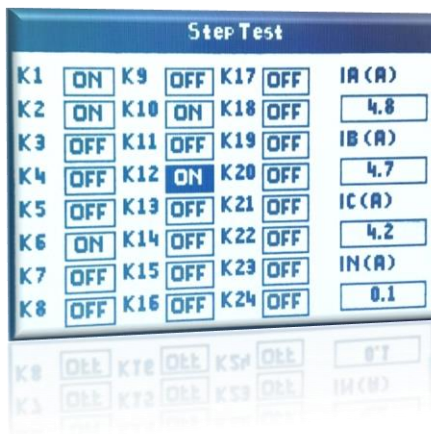 Step Test
K1 ON K9 OFF K17 OFF IA(A)
K2 ON K10 ON K18 OFF 4.8
K3 OFF K11 OFF K19 OFF IB(A)
K4 OFF K12 ON K20 OFF 4.7
K5 OFF K13 OFF K21 OFF IC(A)
K6 ON K14 OFF K22 OFF 4.2
K7 OFF K15 OFF K23 OFF IN(A)
K8 OFF K16 OFF K24 OFF 0.1